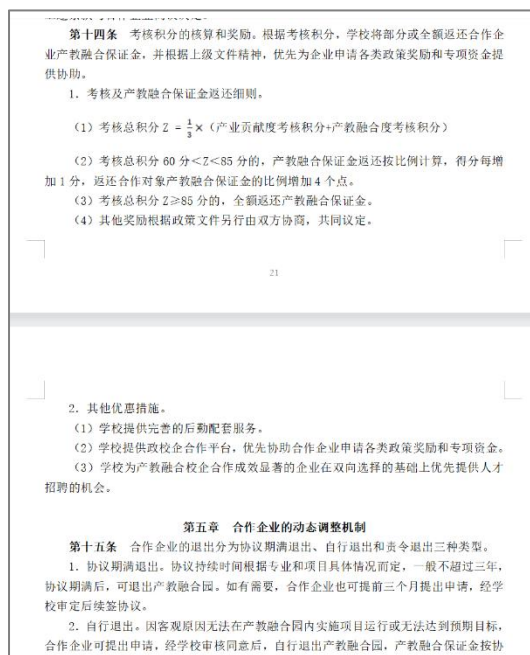 第十四条 考核积分的核算和奖励。根据考核积分，学校将部分或全额返还合作企
业产教融合保证金，并根据上级文件精神，优先为企业申请各类政策奖励和专项资金提
供协助。
1．考核及产教融合保证金返还细则。
（1）考核总积分 Z = 1/3×（产业贡献度考核积分+产教融合度考核积分）
（2）考核总积分 60 分＜Z＜85 分的，产教融合保证金返还按比例计算，得分每增
加 1 分，返还合作对象产教融合保证金的比例增加 4 个点。
（3）考核总积分 Z≥85 分的，全额返还产教融合保证金。
（4）其他奖励根据政策文件另行由双方协商，共同议定。
21
2．其他优惠措施。
（1）学校提供完善的后勤配套服务。
（2）学校提供政校企合作平台，优先协助合作企业申请各类政策奖励和专项资金。
（3）学校为产教融合校企合作成效显著的企业在双向选择的基础上优先提供人才
招聘的机会。
第五章 合作企业的动态调整机制
第十五条 合作企业的退出分为协议期满退出、自行退出和责令退出三种类型。
1．协议期满退出。协议持续时间根据专业和项目具体情况而定，一般不超过三年，
协议期满后，可退出产教融合园。如有需要，合作企业也可提前三个月提出申请，经学
校审定后续签协议。
2．自行退出。因客观原因无法在产教融合园内实施项目运行或无法达到预期目标，
合作企业可提出申请，经学校审核同意后，自行退出产教融合园，产教融合保证金按协